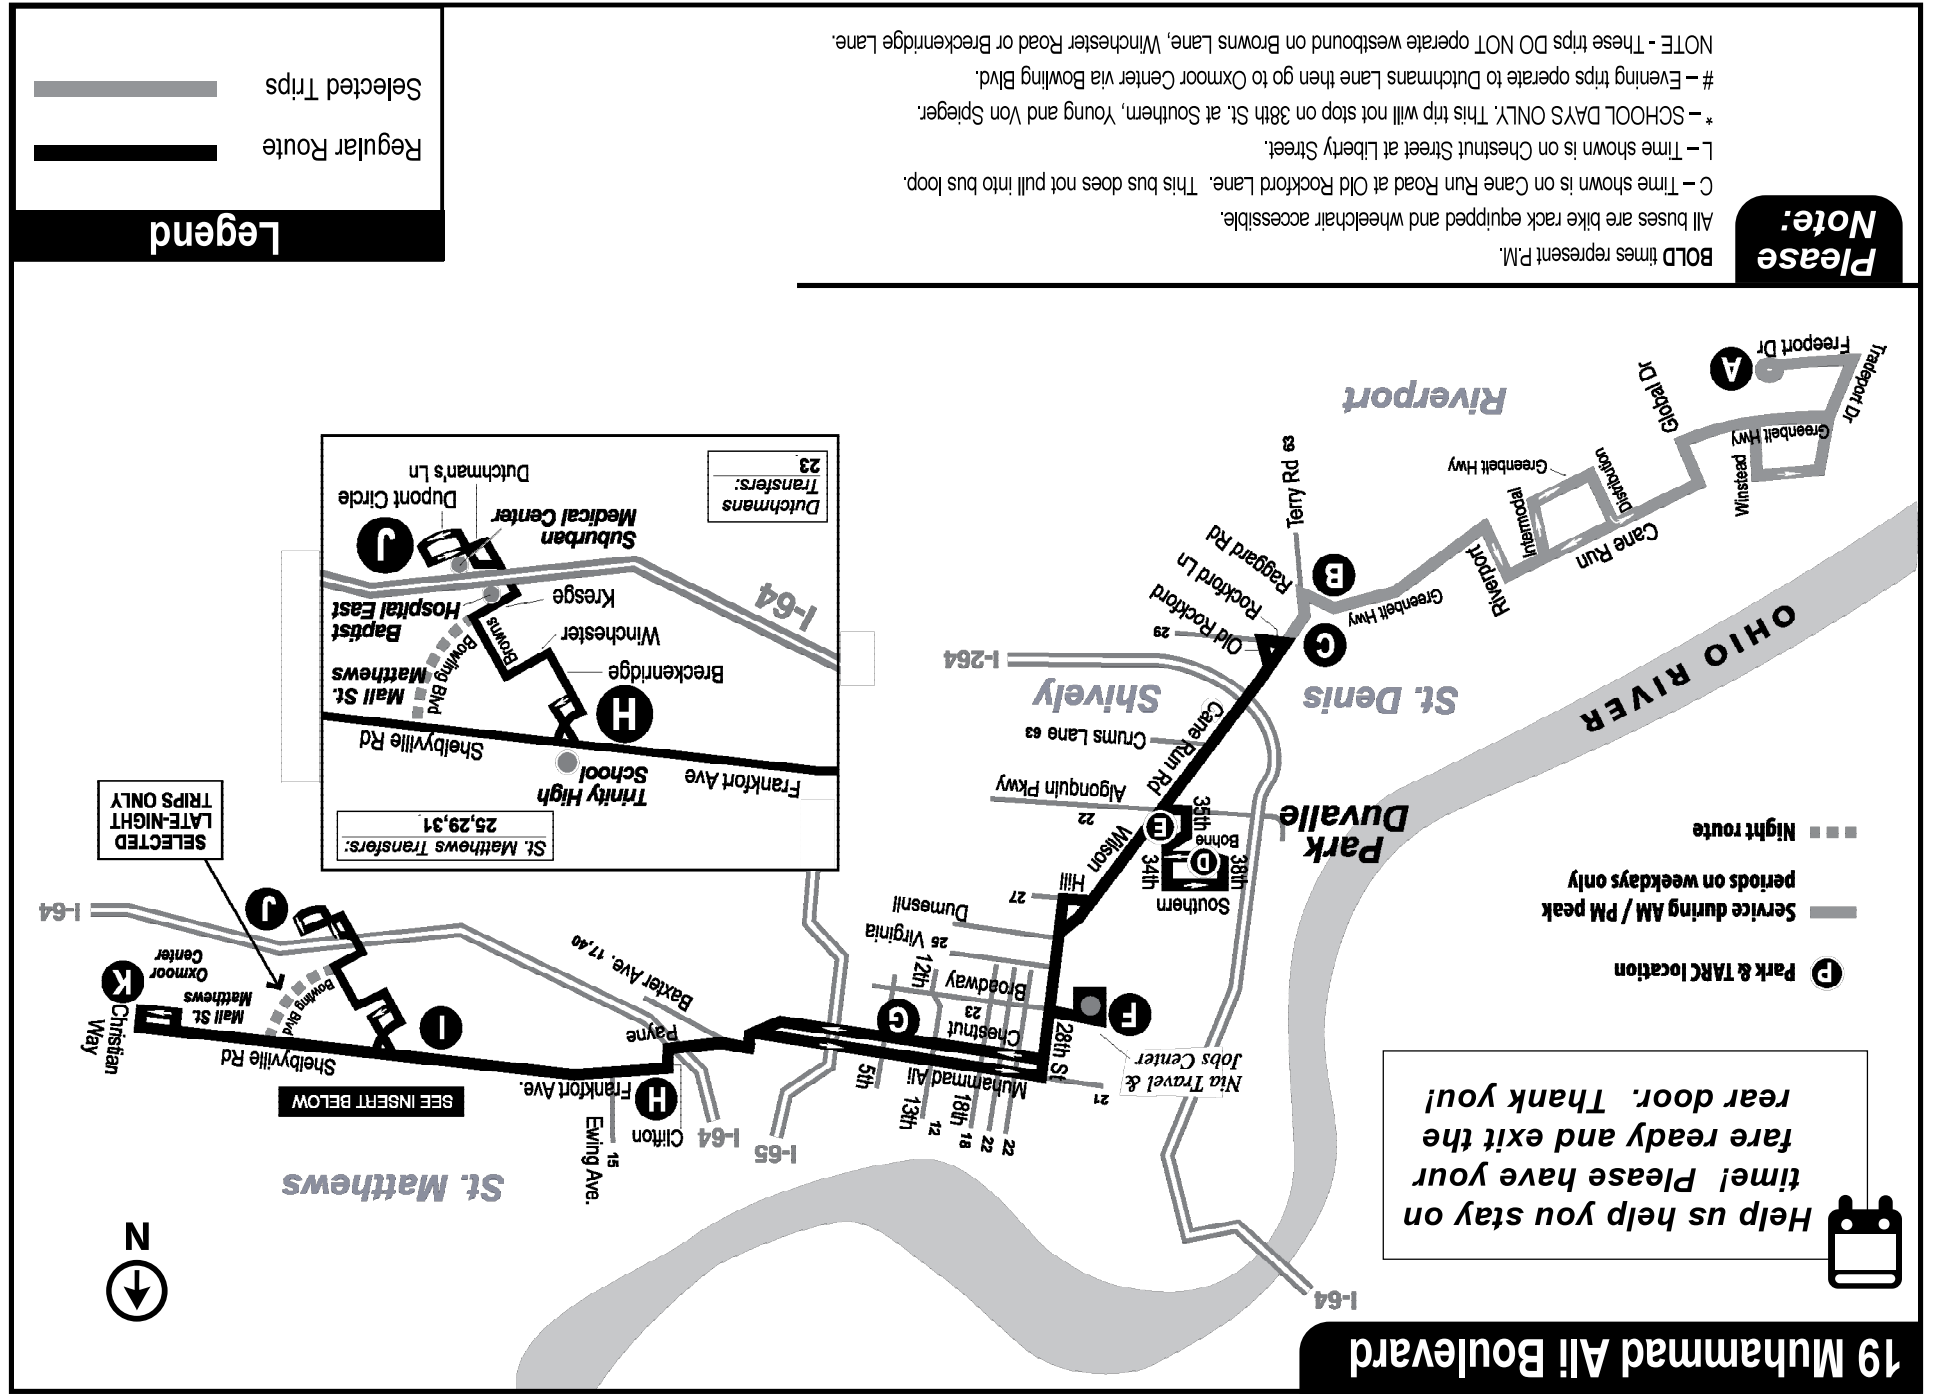 19 Muhammad Ali Boulevard
I-64
Help us help you stay on
time!  Please have your
fare ready and exit the
rear door.  Thank you!
N
St. Matthews
SEE INSERT BELOW
I-64
I-65
Clifton
15
Ewing Ave.
H
Frankfort Ave.
Payne
Baxter Ave. 17,40
Shelbyville Rd
Christian
Way
K
I
Mall St.
Matthews
Oxmoor
Center
Bowling Blvd
J
I-64
SELECTED
LATE-NIGHT
TRIPS ONLY
22
22
18
18th
12
13th
5th
21
Muhammad Ali
28th St
Nia Travel &
Jobs Center
F
G
Chestnut
23
Broadway
12th
25 Virginia
Dumesnil
27
Hill
Wilson
P Park & TARC location
Service during AM / PM peak
periods on weekdays only
Night route
Southern
34th
38th
D
Bohne
35th
E
Park
Duvalle
22
Algonquin Pkwy
Crums Lane 63
Cane Run Rd
Shively
St. Denis
I-264
OHIO RIVER
29
Old Rockford
Rockford Ln
Raggard Rd
C
B
Terry Rd 63
Greenbelt Hwy
Riverport
Intermodal
Cane Run
Distribution
Greenbelt Hwy
Winstead
Greenbelt Hwy
Global Dr
Tradeport Dr
Freeport Dr
A
Riverport
St. Matthews Transfers:
25,29,31
Trinity High
School
Frankfort Ave
Shelbyville Rd
H
Mall St.
Matthews
Bowling Blvd
Breckenridge
Winchester
Browns
Kresge
Baptist
Hospital East
I-64
J
Suburban
Medical Center
Dupont Circle
Dutchman's Ln
Dutchmans
Transfers:
23
Please
Note:
BOLD times represent P.M.
All buses are bike rack equipped and wheelchair accessible.
C – Time shown is on Cane Run Road at Old Rockford Lane.  This bus does not pull into bus loop.
L – Time shown is on Chestnut Street at Liberty Street.
* – SCHOOL DAYS ONLY. This trip will not stop on 38th St. at Southern, Young and Von Spieger.
# – Evening trips operate to Dutchmans Lane then go to Oxmoor Center via Bowling Blvd.
NOTE - These trips DO NOT operate westbound on Browns Lane, Winchester Road or Breckenridge Lane.
Legend
Regular Route
Selected Trips